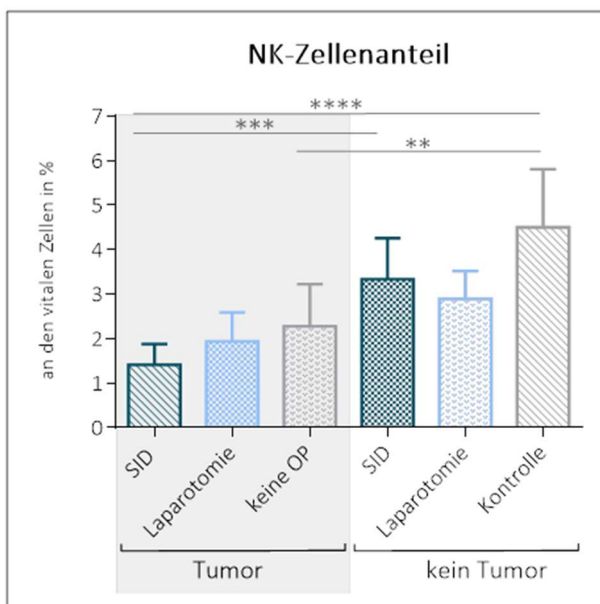 NK-Zellenanteil
an den vitalen Zellen in %
7
6
5
4
3
2
1
0
****
***
**
SID
Laparotomie
keine OP
SID
Laparotomie
Kontrolle
Tumor
kein Tumor